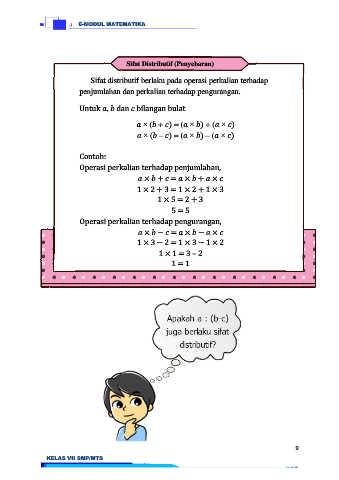 E-MODUL MATEMATIKA
Sifat Distributif (Penyebaran)
Sifat distributif berlaku pada operasi perkalian terhadap
penjumlahan dan perkalian terhadap pengurangan.
Untuk a, b dan c bilangan bulat
a × (b + c) = (a × b) + (a × c)
a × (b – c) = (a × b) – (a × c)
Contoh:
Operasi perkalian terhadap penjumlahan,
a × b + c = a × b + a × c
1 × 2 + 3 = 1 × 2 + 1 × 3
1 × 5 = 2 + 3
5 = 5
Operasi perkalian terhadap pengurangan,
a × b − c = a × b − a × c
1 × 3 − 2 = 1 × 3 − 1 × 2
1 × 1 = 3 – 2
1 = 1
Apakah a : (b-c)
juga berlaku sifat
distributif?
9
KELAS VII SMP/MTS